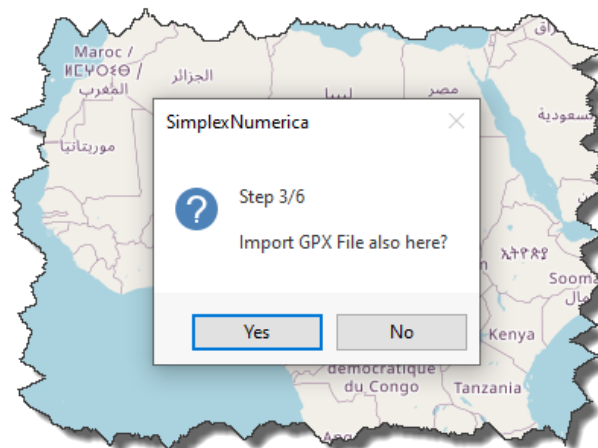 Maroc /
ⵍⵎⵖⵔⵉⴱ /
المغرب
الجزائر
ليبيا
مصر
عراق
السعودية
موريتانيا
SimplexNumerica
Step 3/6
Import GPX File also here?
Yes
No
ኢትዮጵያ
Sooma
Kenya
démocratique
du Congo
Tanzania